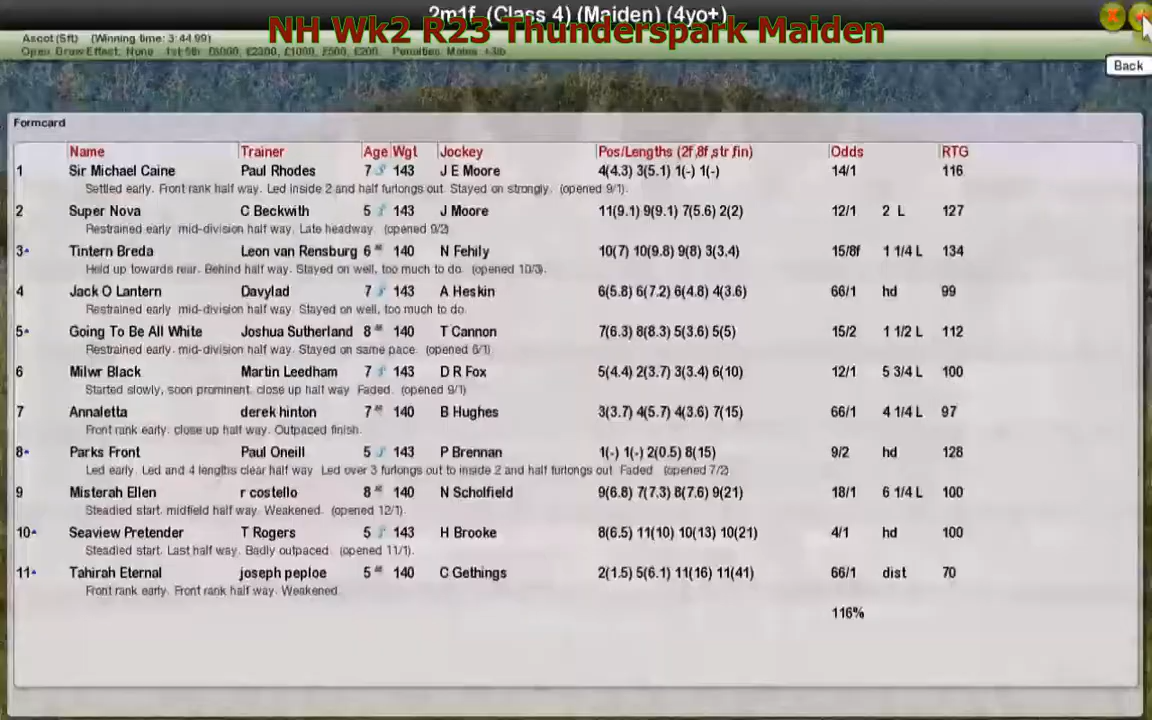 2m1f, (Class 4) (Maiden) (4yo+)
NH Wk2 R23 Thunderspark Maiden
Ascot (Sft) (Winning time: 3:44.99)
Open. Draw Effect: None 1st-5th: £8000, £2300, £1000, £500, £200. Penalties:
Back
Formcard
Name Trainer Age Wgt Jockey Pos/Lengths (2f,8f,str,fin) Odds RTG
1 Sir Michael Caine Paul Rhodes 7 143 J E Moore 4(4.3) 3(5.1) 1(-) 1(-) 14/1 116
Settled early. Front rank half way. Led inside 2 and half furlongs out. Stayed on strongly. (opened 9/1).
2 Super Nova C Beckwith 5 143 J Moore 11(9.1) 9(9.1) 7(5.6) 2(2) 12/1 2 L 127
Restrained early. mid-division half way. Late headway. (opened 9/2)
3 Tintern Breda Leon van Rensburg 6 140 N Fehily 10(7) 10(9.8) 9(8) 3(3.4) 15/8f 1 1/4 L 134
Held up towards rear. Behind half way. Stayed on well, too much to do. (opened 10/3).
4 Jack O Lantern Davylad 7 143 A Heskin 6(5.8) 6(7.2) 6(4.8) 4(3.6) 66/1 hd 99
Restrained early. mid-division half way. Stayed on well, too much to do.
5 Going To Be All White Joshua Sutherland 8 140 T Cannon 7(6.3) 8(8.3) 5(3.6) 5(5) 15/2 1 1/2 L 112
Restrained early. mid-division half way. Stayed on same pace. (opened 6/1)
6 Milwr Black Martin Leedham 7 143 D R Fox 5(4.4) 2(3.7) 3(3.4) 6(10) 12/1 5 3/4 L 100
Started slowly, soon prominent. close up half way. Faded. (opened 9/1)
7 Annaletta derek hinton 7 140 B Hughes 3(3.7) 4(5.7) 4(3.6) 7(15) 66/1 4 1/4 L 97
Front rank early. close up half way. Outpaced finish.
8 Parks Front Paul Oneill 5 143 P Brennan 1(-) 1(-) 2(0.5) 8(15) 9/2 hd 128
Led early. Led and 4 lengths clear half way. Led over 3 furlongs out to inside 2 and half furlongs out. Faded. (opened 7/2)
9 Misterah Ellen r costello 8 140 N Scholfield 9(6.8) 7(7.3) 8(7.6) 9(21) 18/1 6 1/4 L 100
Steadied start. midfield half way. Weakened. (opened 12/1).
10 Seaview Pretender T Rogers 5 143 H Brooke 8(6.5) 11(10) 10(13) 10(21) 4/1 hd 100
Steadied start. Last half way. Badly outpaced. (opened 11/1).
11 Tahirah Eternal joseph peploe 5 140 C Gethings 2(1.5) 5(6.1) 11(16) 11(41) 66/1 dist 70
Front rank early. Front rank half way. Weakened.
116%